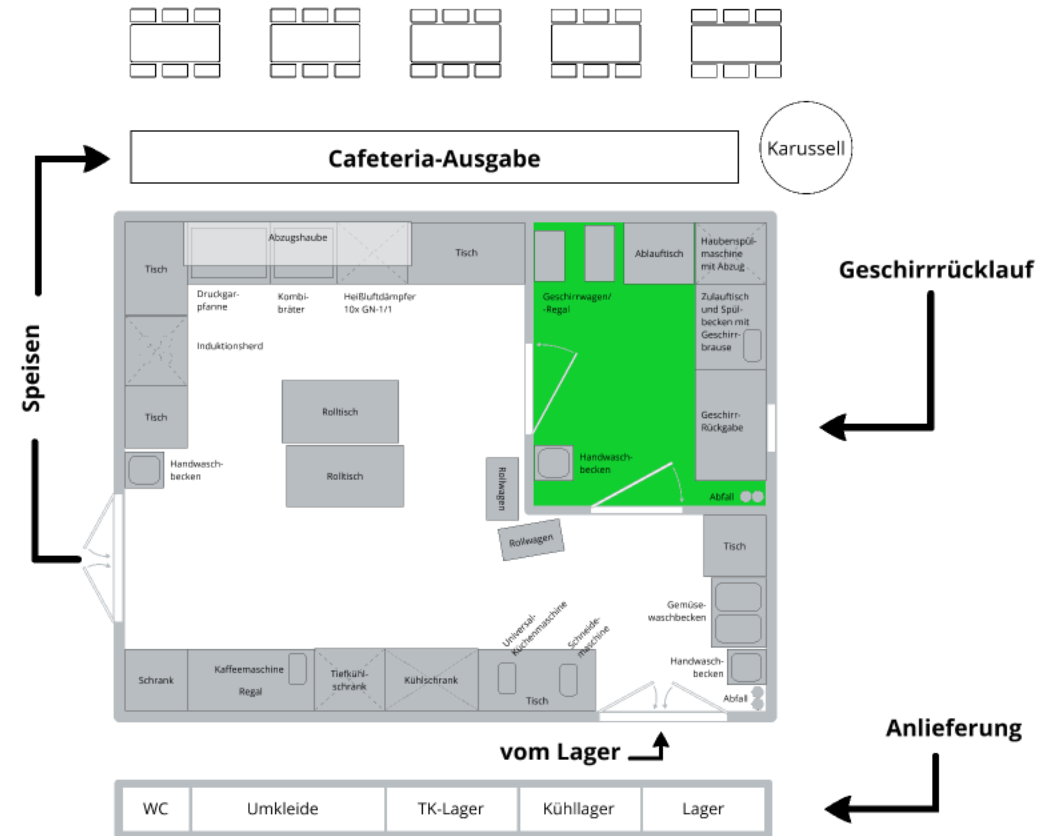 Cafeteria-Ausgabe
Karussell
Speisen
Geschirrrücklauf
Abzugshaube
Tisch
Tisch
Druckgar-
pfanne
Kombi-
bräter
Heißluftdämpfer
10x GN-1/1
Induktionsherd
Tisch
Handwasch-
becken
Rolltisch
Rolltisch
Rollwagen
Rollwagen
Geschirrwagen/
-Regal
Ablauftisch
Haubenspül-
maschine
mit Abzug
Zulauftisch
und Spül-
becken mit
Geschirr-
brause
Geschirr-
Rückgabe
Handwasch-
becken
Abfall
Tisch
Gemüse-
waschbecken
Handwasch-
becken
Abfall
Schrank
Kaffeemaschine
Regal
Tiefkühl-
schrank
Kühlschrank
Universal-
Küchenmaschine
Schneide-
maschine
Tisch
vom Lager
Anlieferung
WC
Umkleide
TK-Lager
Kühllager
Lager